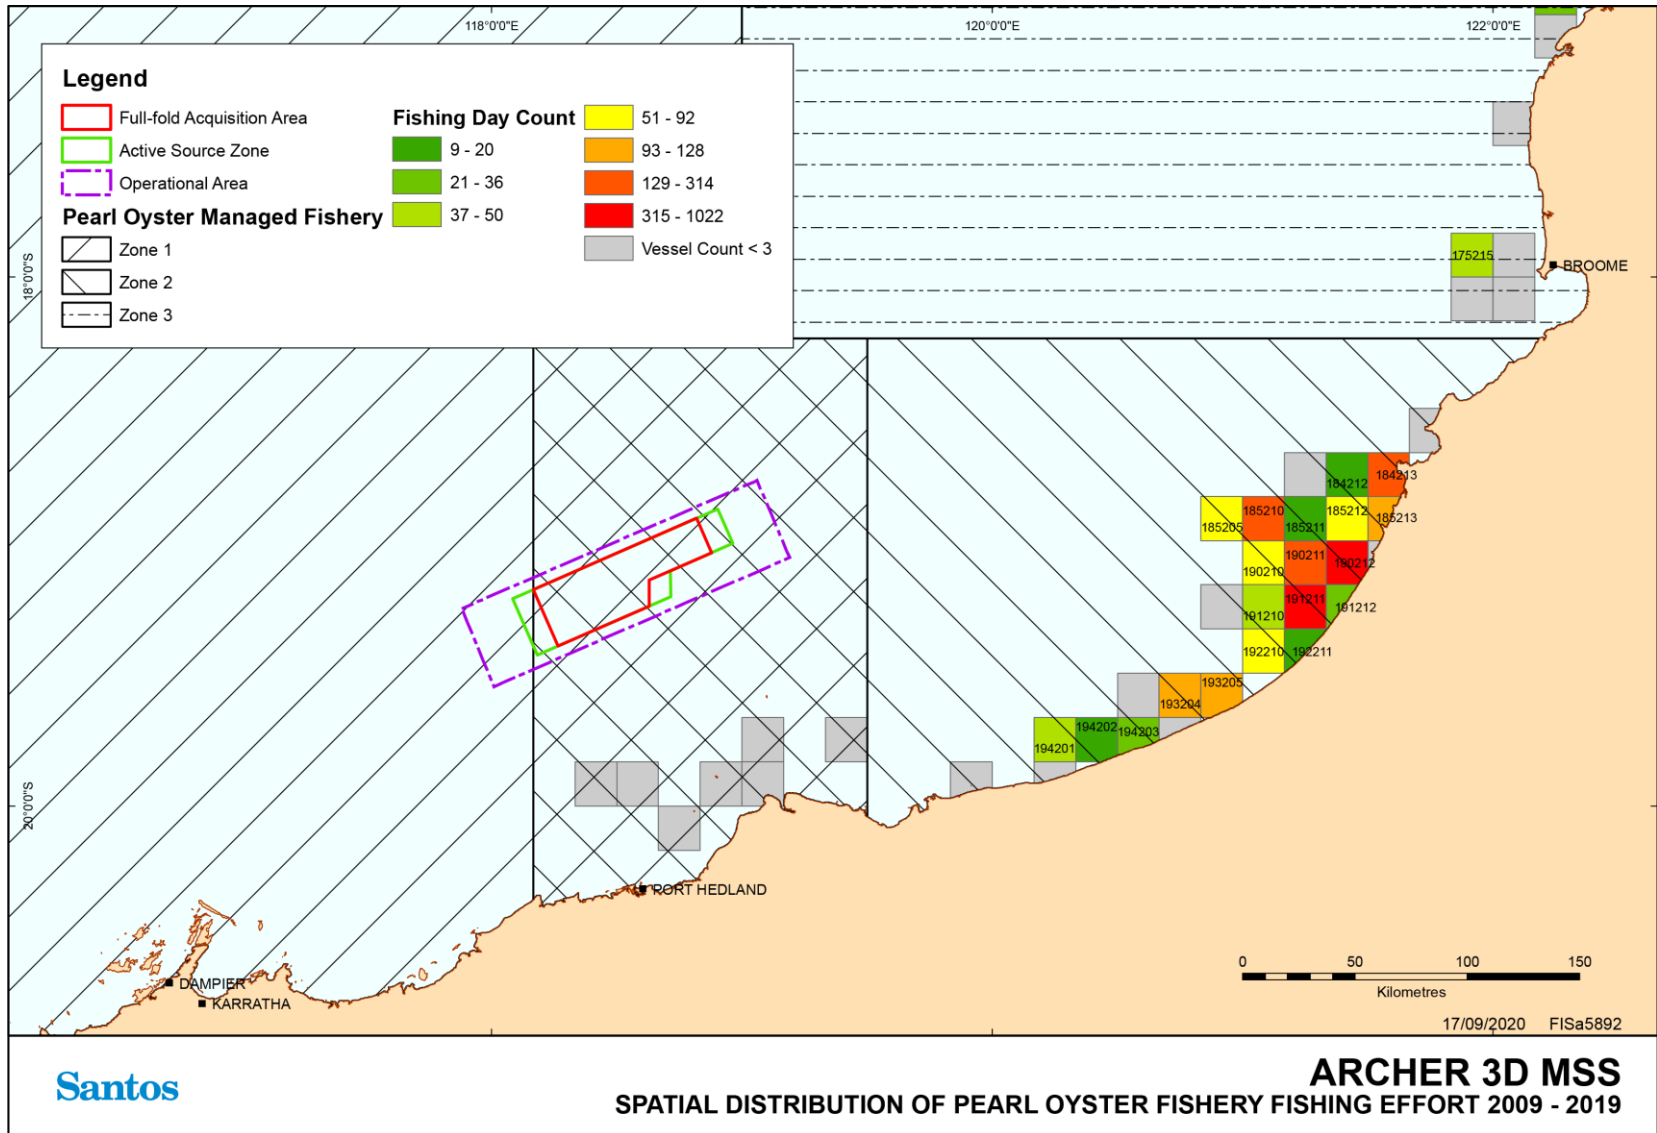 118°0'0"E
120°0'0"E
122°0'0"E
Legend
Full-fold Acquisition Area
Active Source Zone
Operational Area
Pearl Oyster Managed Fishery
Zone 1
Zone 2
Zone 3
Fishing Day Count
9 - 20
21 - 36
37 - 50
51 - 92
93 - 128
129 - 314
315 - 1022
Vessel Count < 3
18°0'0"S
175215
BROOME
184212
184213
185205
185210
185211
185212
185213
190210
190211
190212
191210
191211
191212
192210
192211
193204
193205
194201
194202
194203
20°0'0"S
PORT HEDLAND
DAMPIER
KARRATHA
0 50 100 150
Kilometres
17/09/2020 FISa5892
Santos
ARCHER 3D MSS
SPATIAL DISTRIBUTION OF PEARL OYSTER FISHERY FISHING EFFORT 2009 - 2019